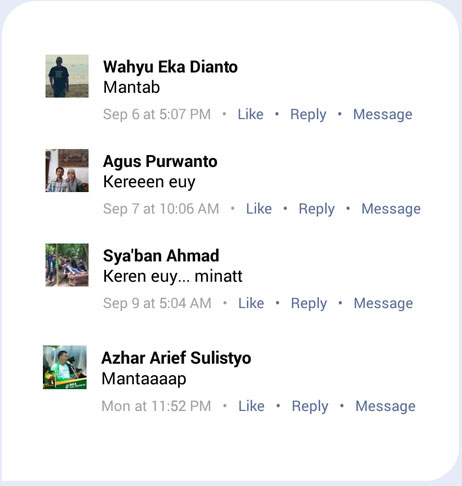 Wahyu Eka Dianto
Mantab
Sep 6 at 5:07 PM • Like • Reply • Message
Agus Purwanto
Kereeen euy
Sep 7 at 10:06 AM • Like • Reply • Message
Sya'ban Ahmad
Keren euy... minatt
Sep 9 at 5:04 AM • Like • Reply • Message
Azhar Arief Sulistyo
Mantaaaap
Mon at 11:52 PM • Like • Reply • Message